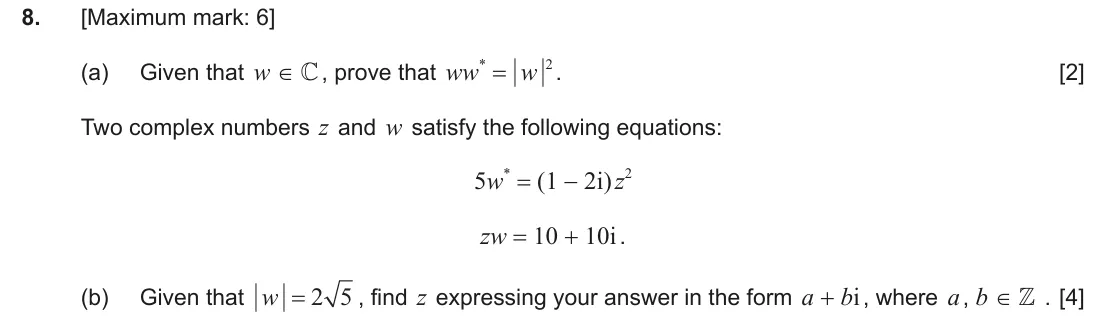 8. [Maximum mark: 6]
(a) Given that w ∈ ℂ, prove that ww* = |w|². [2]
Two complex numbers z and w satisfy the following equations:
5w* = (1 − 2i)z²
zw = 10 + 10i.
(b) Given that |w| = 2√5, find z expressing your answer in the form a + bi, where a, b ∈ ℤ. [4]